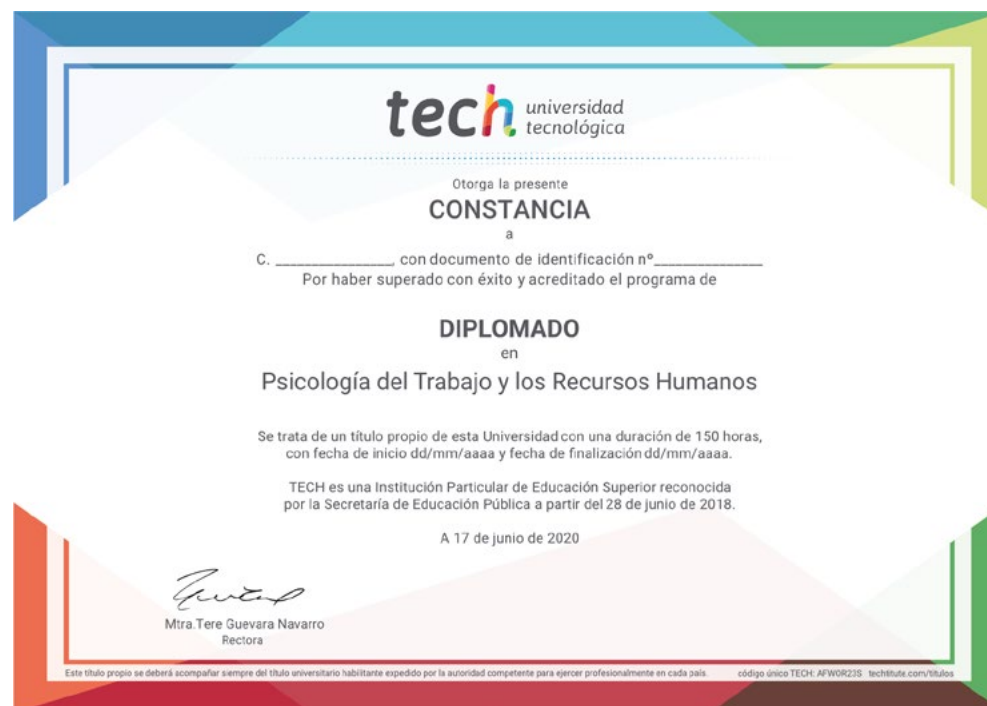 tech universidad
tecnológica
Otorga la presente
CONSTANCIA
a
C. ________________, con documento de identificación nº_______________
Por haber superado con éxito y acreditado el programa de
DIPLOMADO
en
Psicología del Trabajo y los Recursos Humanos
Se trata de un título propio de esta Universidad con una duración de 150 horas,
con fecha de inicio dd/mm/aaaa y fecha de finalización dd/mm/aaaa.
TECH es una Institución Particular de Educación Superior reconocida
por la Secretaría de Educación Pública a partir del 28 de junio de 2018.
A 17 de junio de 2020
Mtra.Tere Guevara Navarro
Rectora
Este título propio se deberá acompañar siempre del título universitario habilitante expedido por la autoridad competente para ejercer profesionalmente en cada país. código único TECH: AFWOR23S techtitute.com/titulos